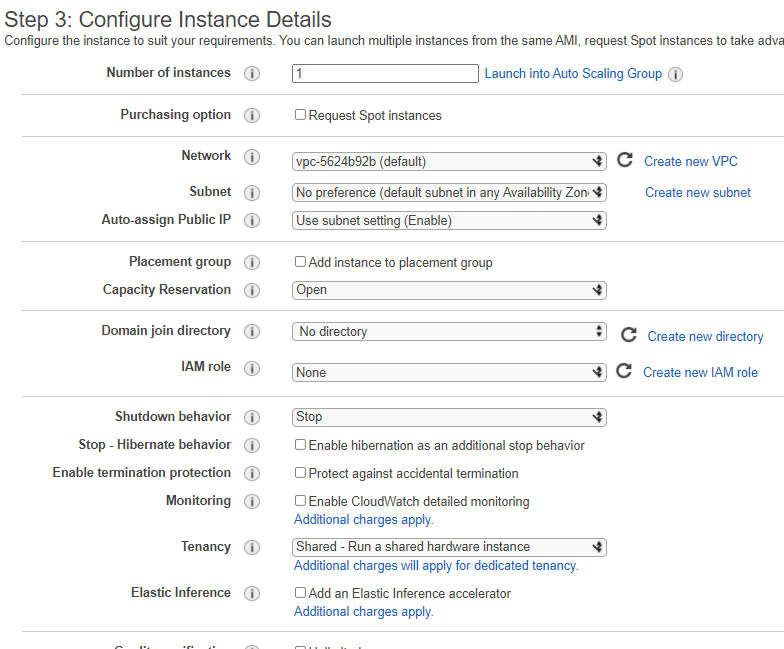 Step 3: Configure Instance Details
Configure the instance to suit your requirements. You can launch multiple instances from the same AMI, request Spot instances to take adva
Number of instances 1 Launch into Auto Scaling Group
Purchasing option Request Spot instances
Network vpc-5624b92b (default) Create new VPC
Subnet No preference (default subnet in any Availability Zon Create new subnet
Auto-assign Public IP Use subnet setting (Enable)
Placement group Add instance to placement group
Capacity Reservation Open
Domain join directory No directory Create new directory
IAM role None Create new IAM role
Shutdown behavior Stop
Stop - Hibernate behavior Enable hibernation as an additional stop behavior
Enable termination protection Protect against accidental termination
Monitoring Enable CloudWatch detailed monitoring
Additional charges apply.
Tenancy Shared - Run a shared hardware instance
Additional charges will apply for dedicated tenancy.
Elastic Inference Add an Elastic Inference accelerator
Additional charges apply.